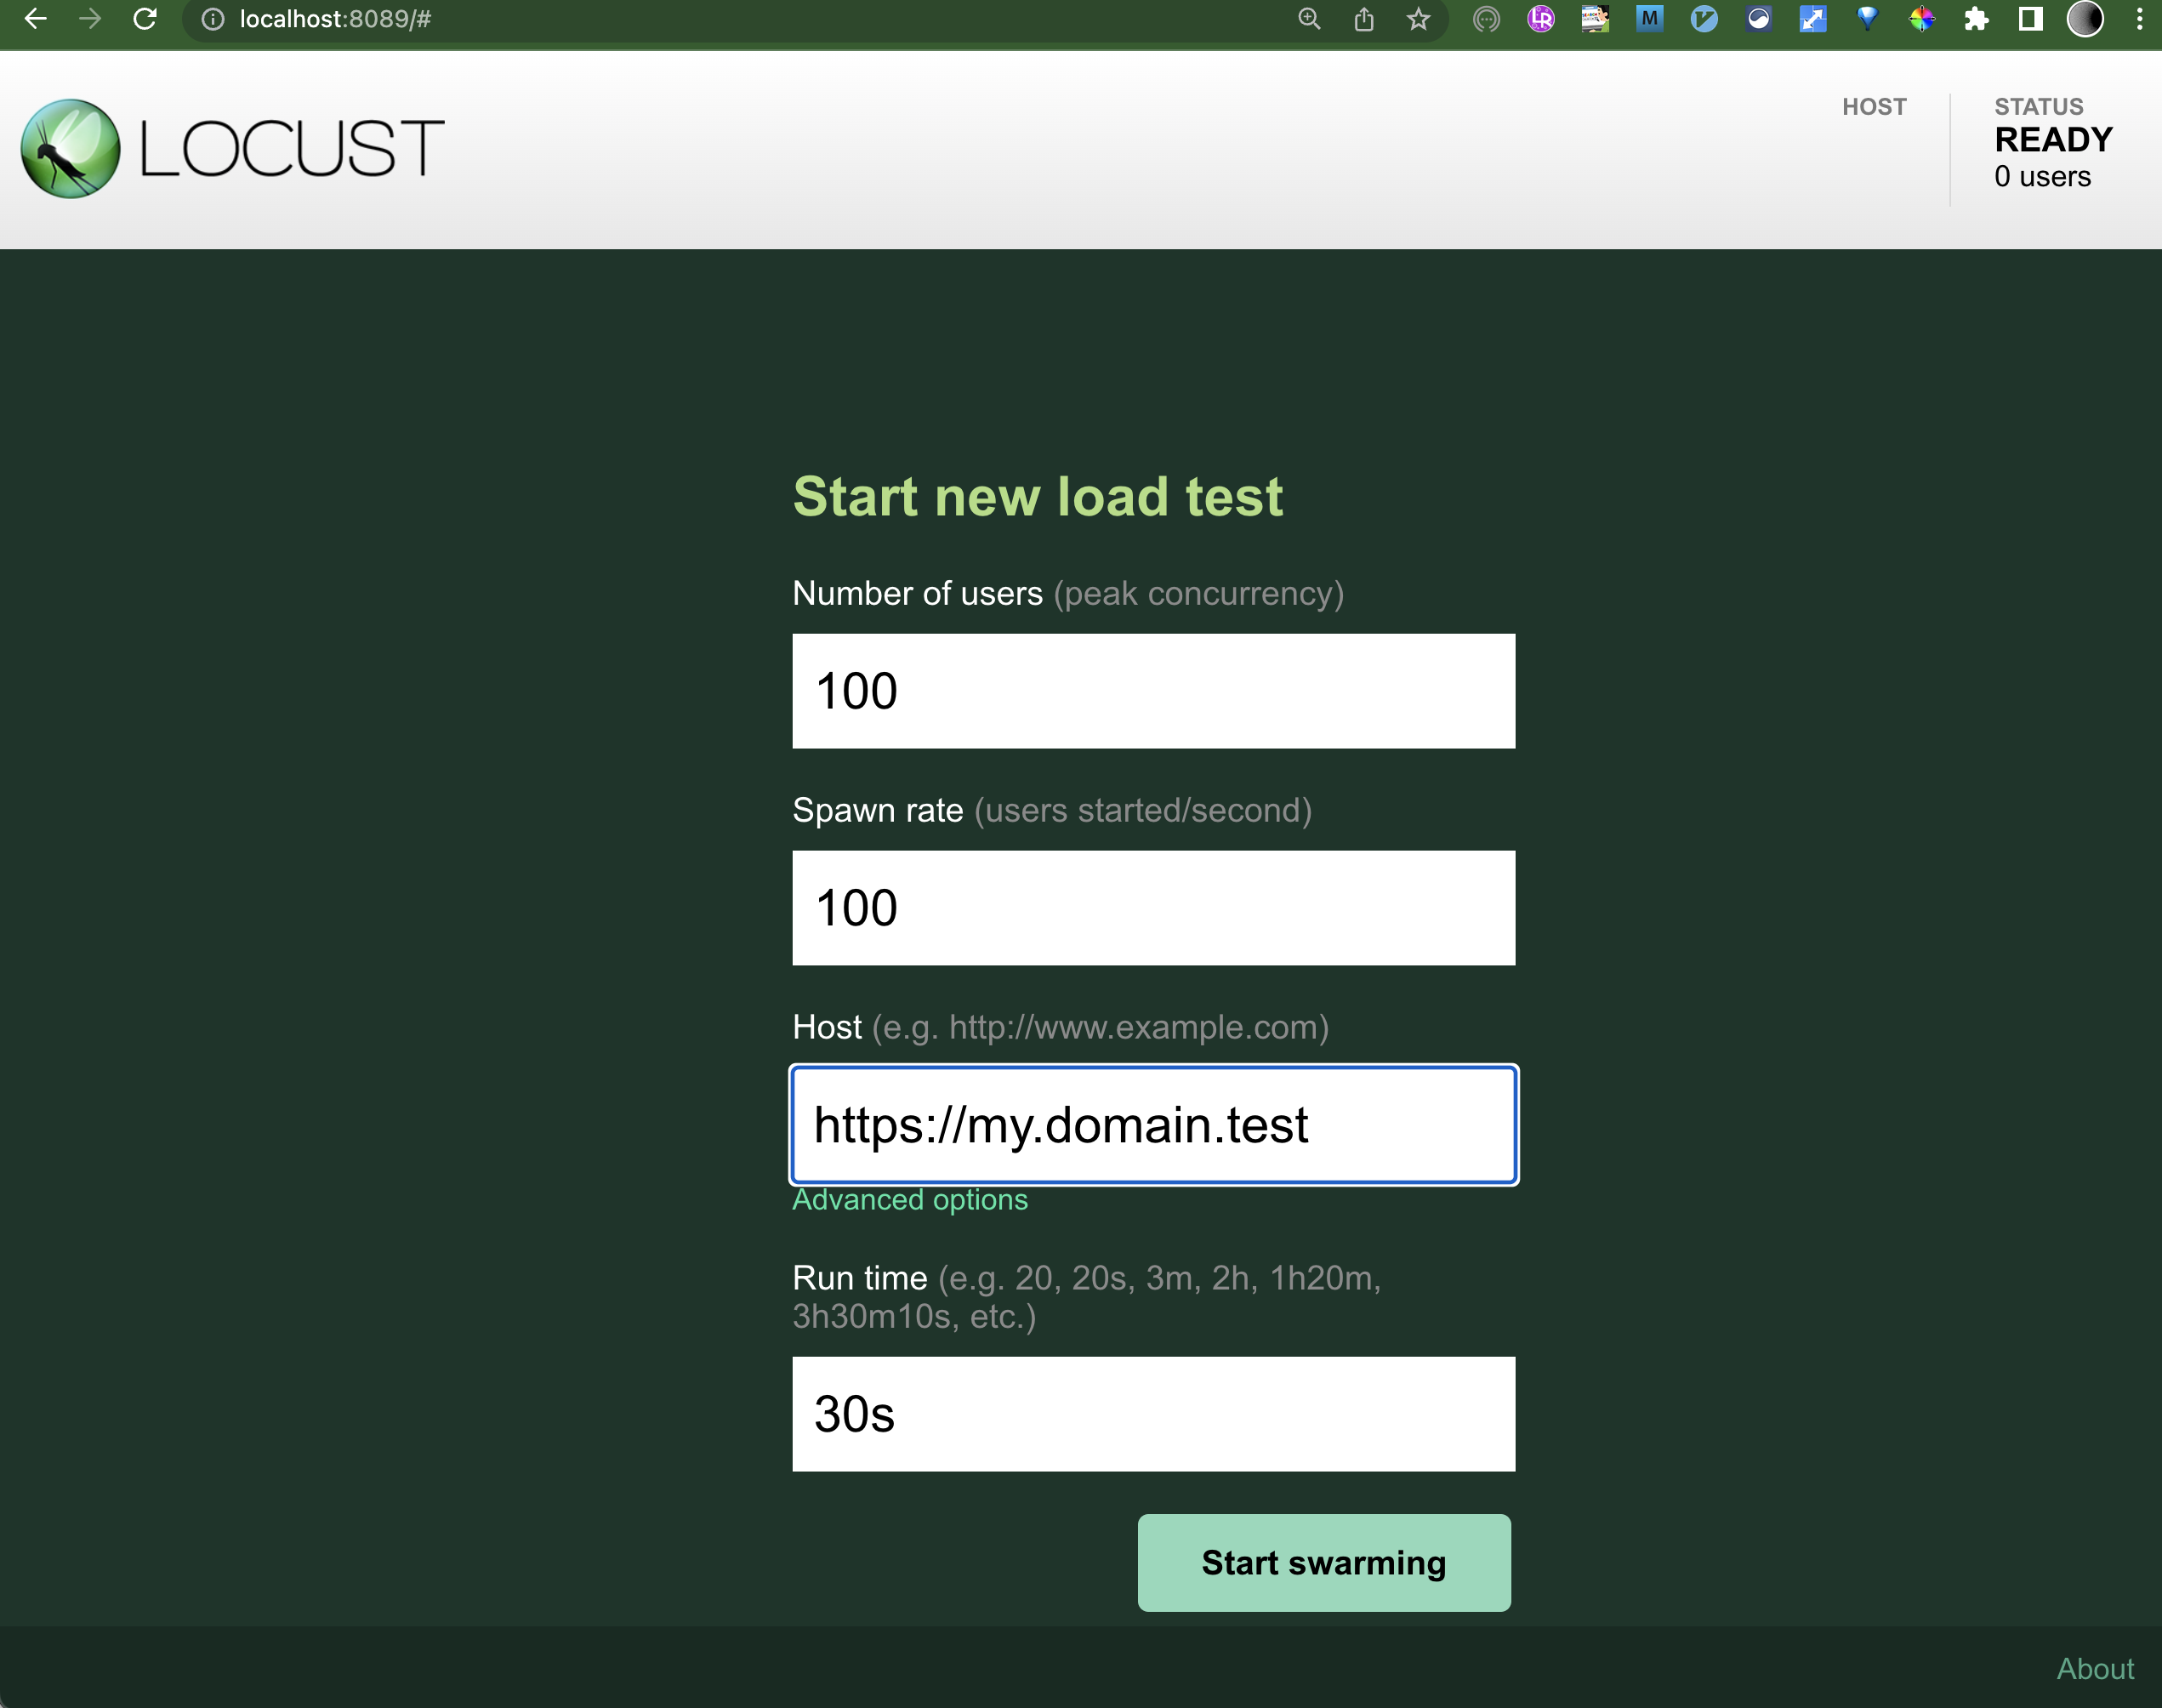 localhost:8089/#
LR
M
LOCUST
HOST
STATUS
READY
0 users
Start new load test
Number of users (peak concurrency)
100
Spawn rate (users started/second)
100
Host (e.g. http://www.example.com)
https://my.domain.test
Advanced options
Run time (e.g. 20, 20s, 3m, 2h, 1h20m,
3h30m10s, etc.)
30s
Start swarming
About